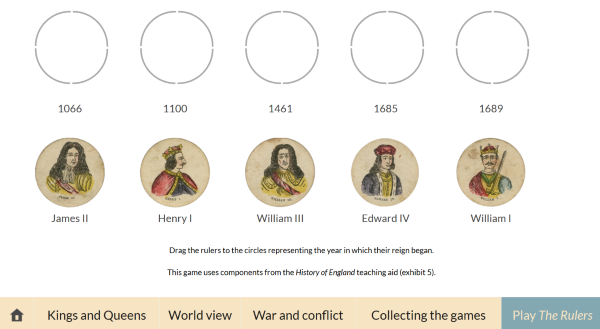 1066 1100 1461 1685 1689
James II Henry I William III Edward IV William I
Drag the rulers to the circles representing the year in which their reign began.
This game uses components from the History of England teaching aid (exhibit 5).
Kings and Queens World view War and conflict Collecting the games Play The Rulers